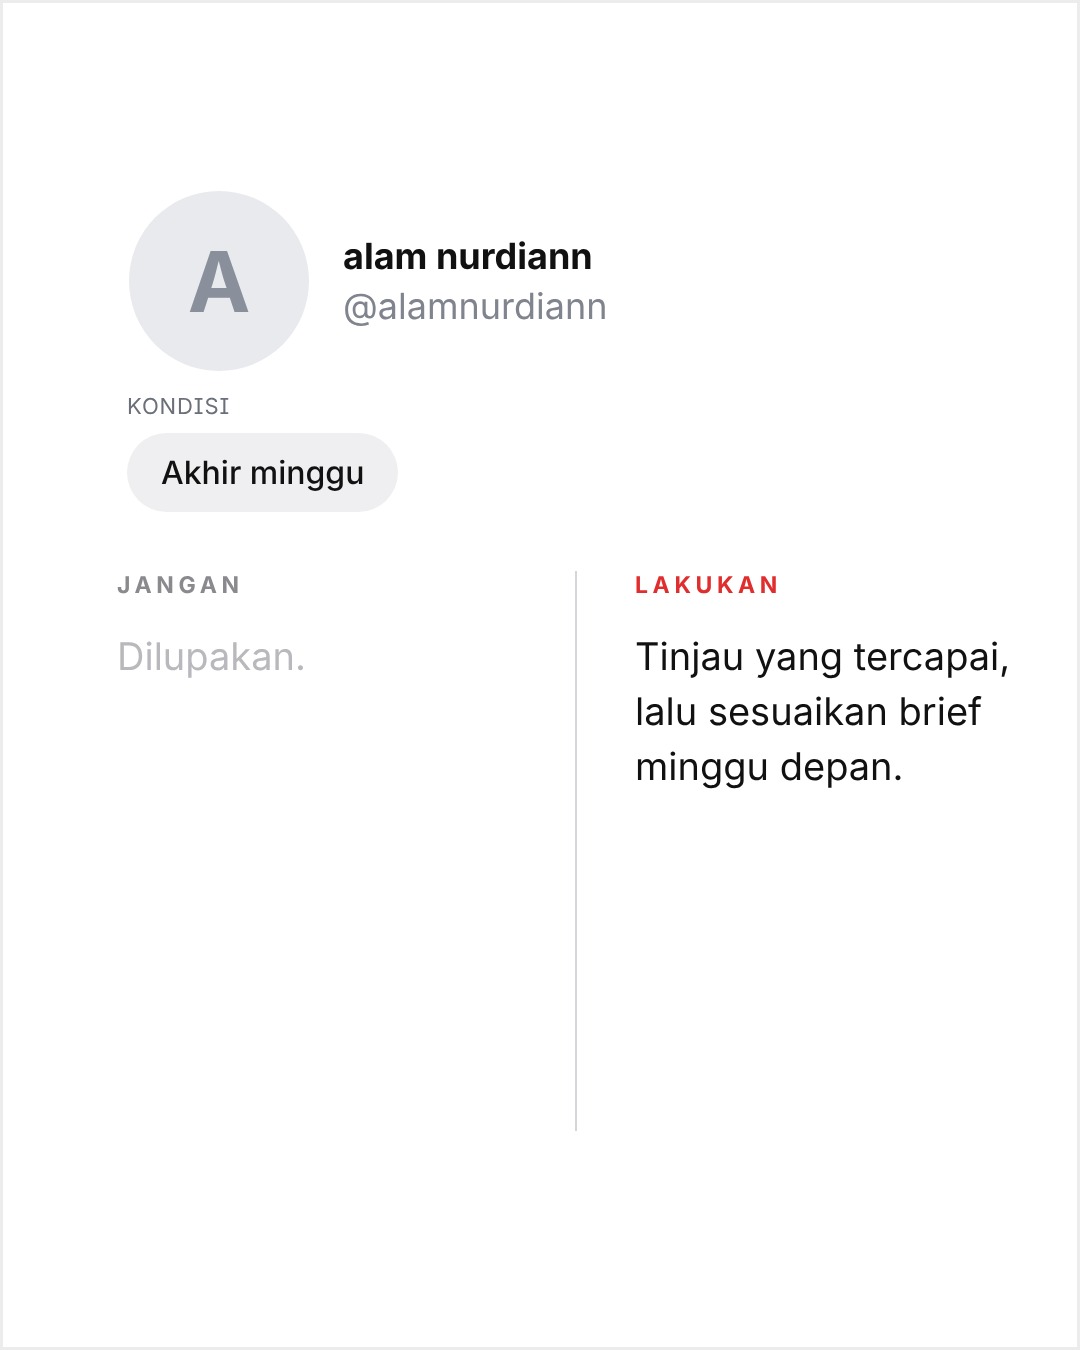 A
alam nurdiann
@alamnurdiann
KONDISI
Akhir minggu
JANGAN
Dilupakan.
LAKUKAN
Tinjau yang tercapai,
lalu sesuaikan brief
minggu depan.